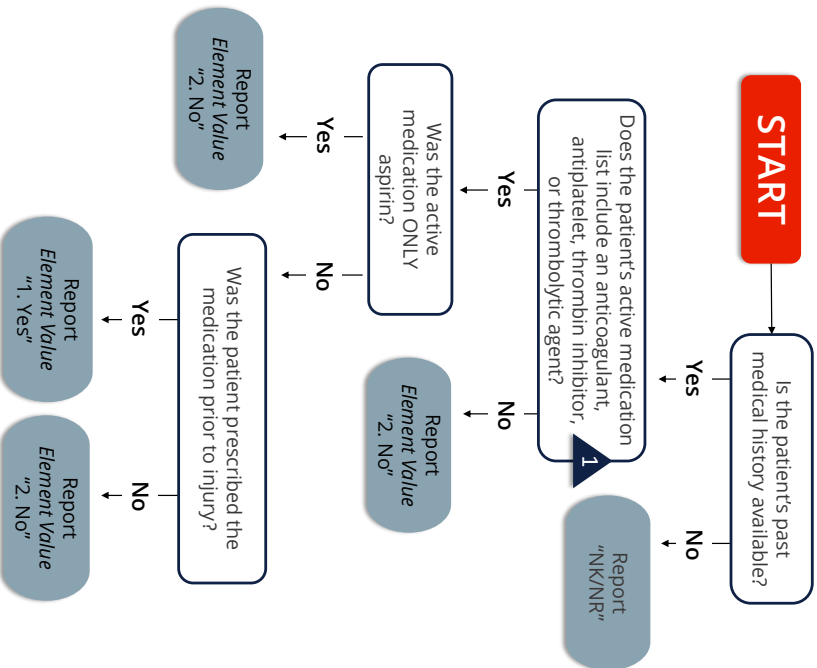 START
Is the patient's past
medical history available?
Yes
No
Report
"NK/NR"
Does the patient's active medication
list include an anticoagulant,
antiplatelet, thrombin inhibitor,
or thrombolytic agent?
1
Yes
No
Report
Element Value
"2. No"
Was the active
medication ONLY
aspirin?
Yes
No
Report
Element Value
"2. No"
Was the patient prescribed the
medication prior to injury?
Yes
No
Report
Element Value
"1. Yes"
Report
Element Value
"2. No"